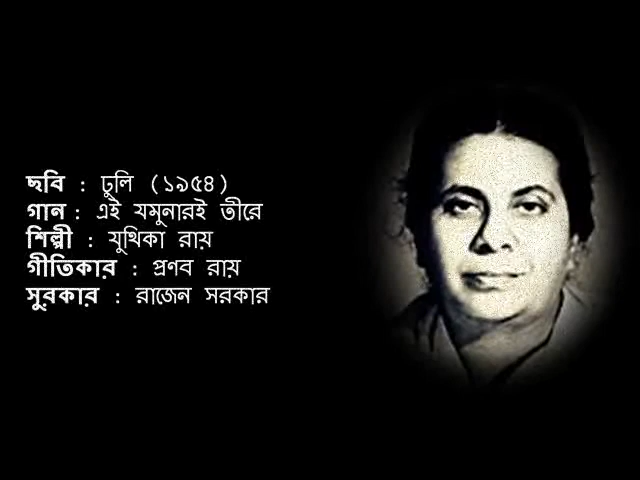 ছবি : ঢুলি (১৯৫৪)
গান : এই যমুনারই তীরে
শিল্পী : যুথিকা রায়
গীতিকার : প্রণব রায়
সুরকার : রাজেন সরকার